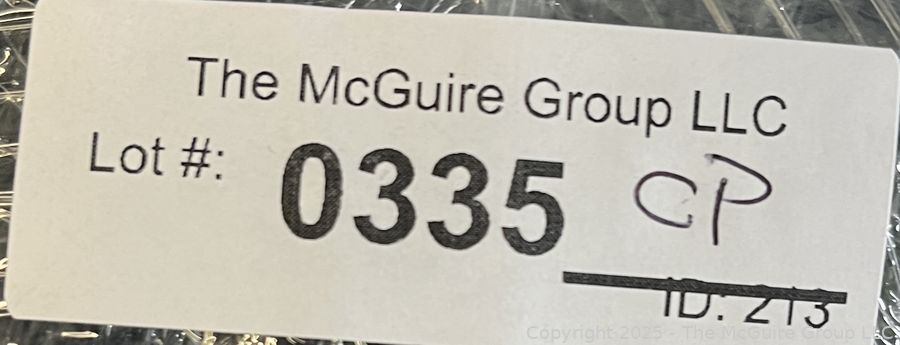 The McGuire Group LLC
Lot #: 0335 CP
ID: 213
Copyright 2025 - The McGuire Group LLC